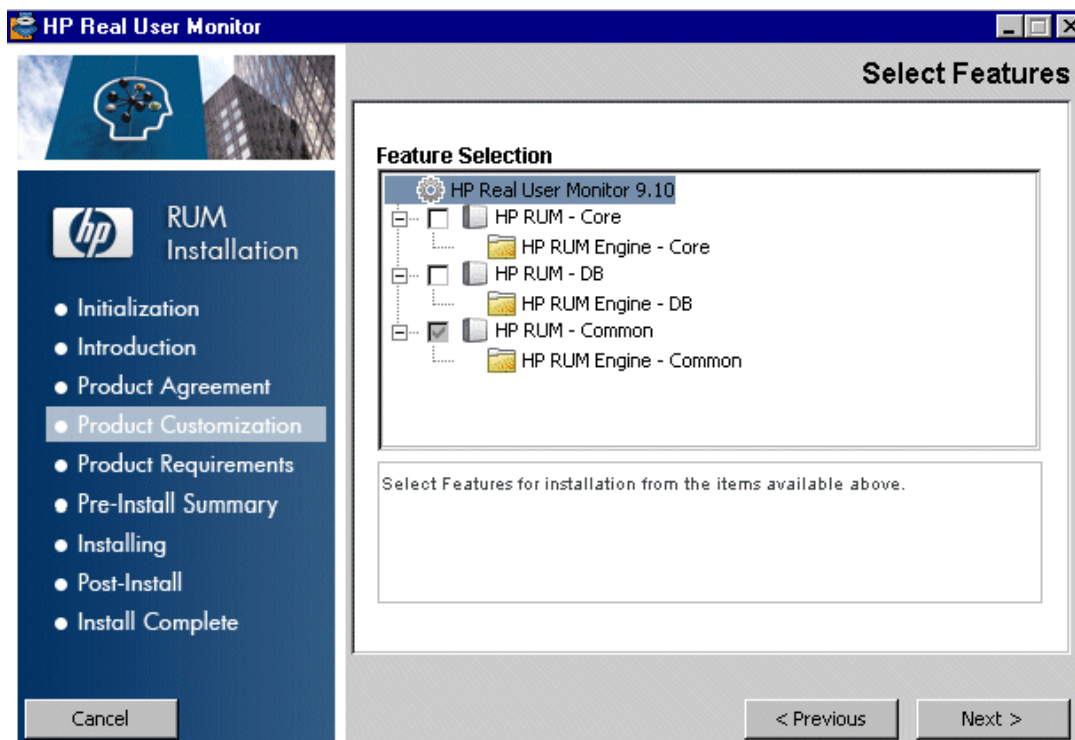 HP Real User Monitor
Select Features
hp
RUM
Installation
Initialization
Introduction
Product Agreement
Product Customization
Product Requirements
Pre-Install Summary
Installing
Post-Install
Install Complete
Feature Selection
HP Real User Monitor 9.10
HP RUM - Core
HP RUM Engine - Core
HP RUM - DB
HP RUM Engine - DB
HP RUM - Common
HP RUM Engine - Common
Select Features for installation from the items available above.
Cancel
< Previous
Next >